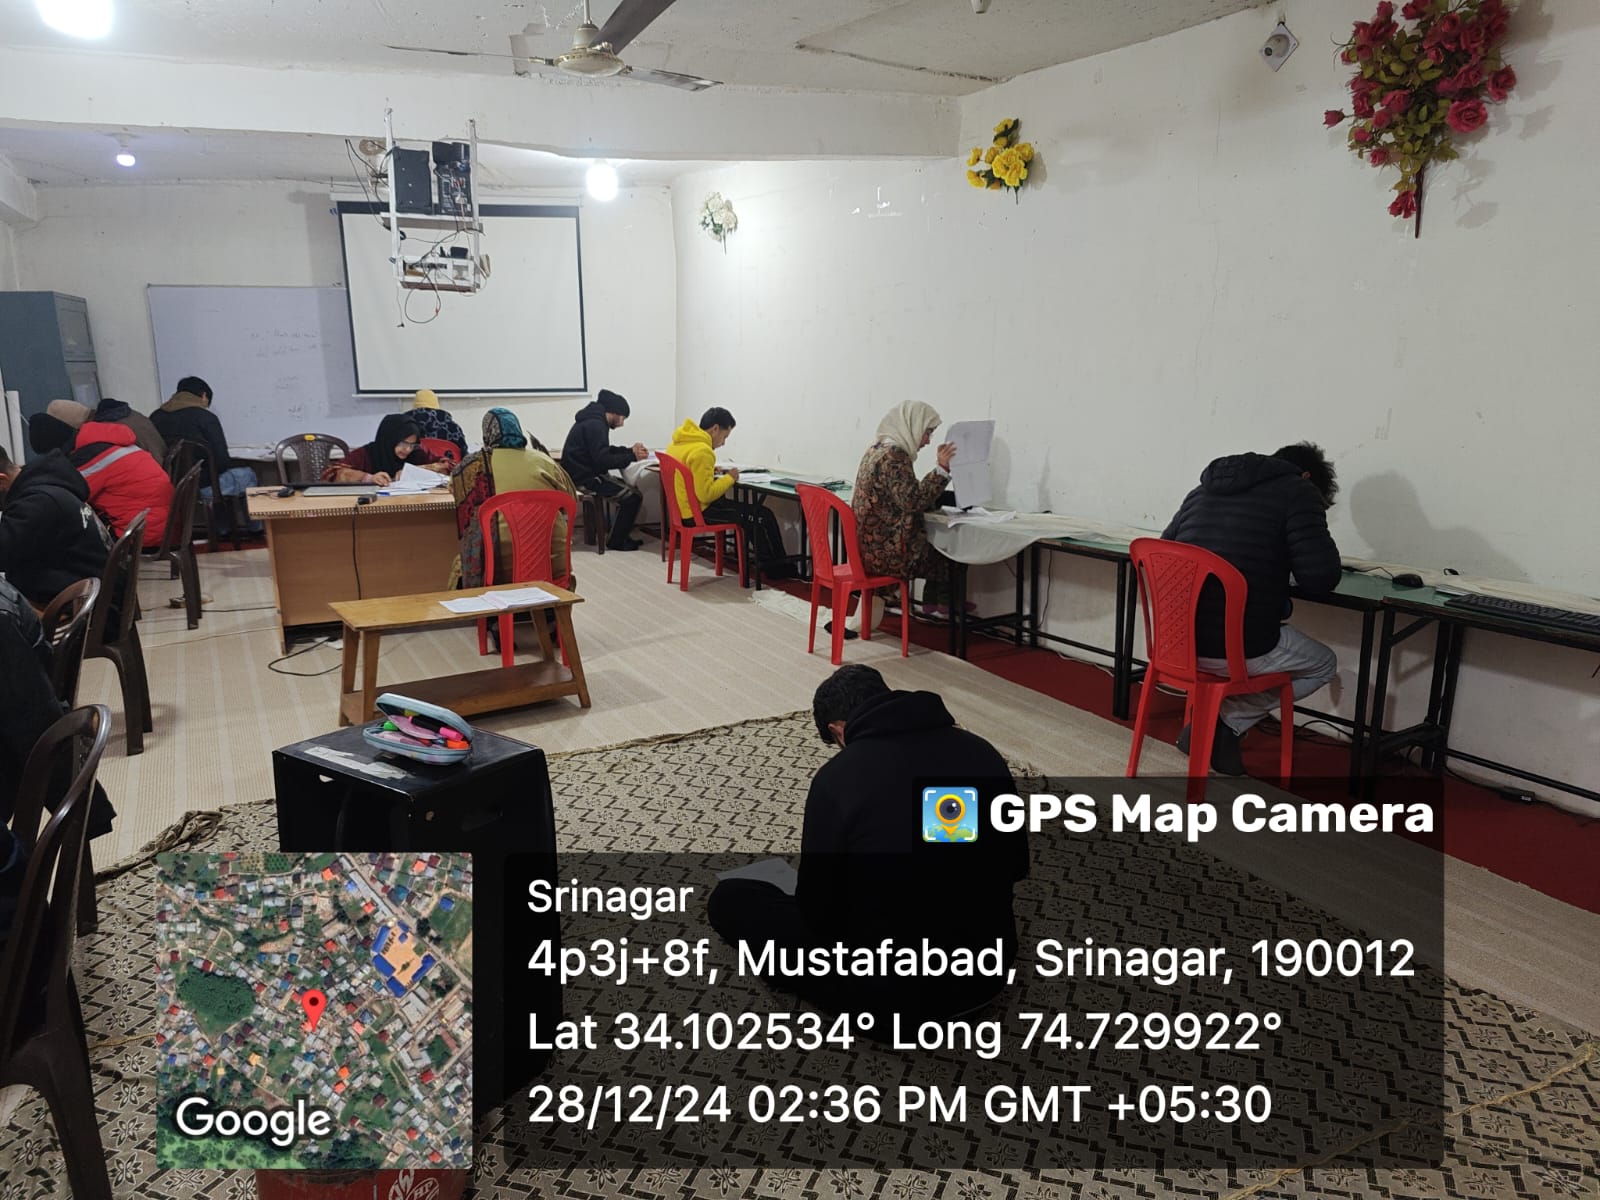 GPS Map Camera
Srinagar
4p3j+8f, Mustafabad, Srinagar, 190012
Lat 34.102534° Long 74.729922°
28/12/24 02:36 PM GMT +05:30
Google